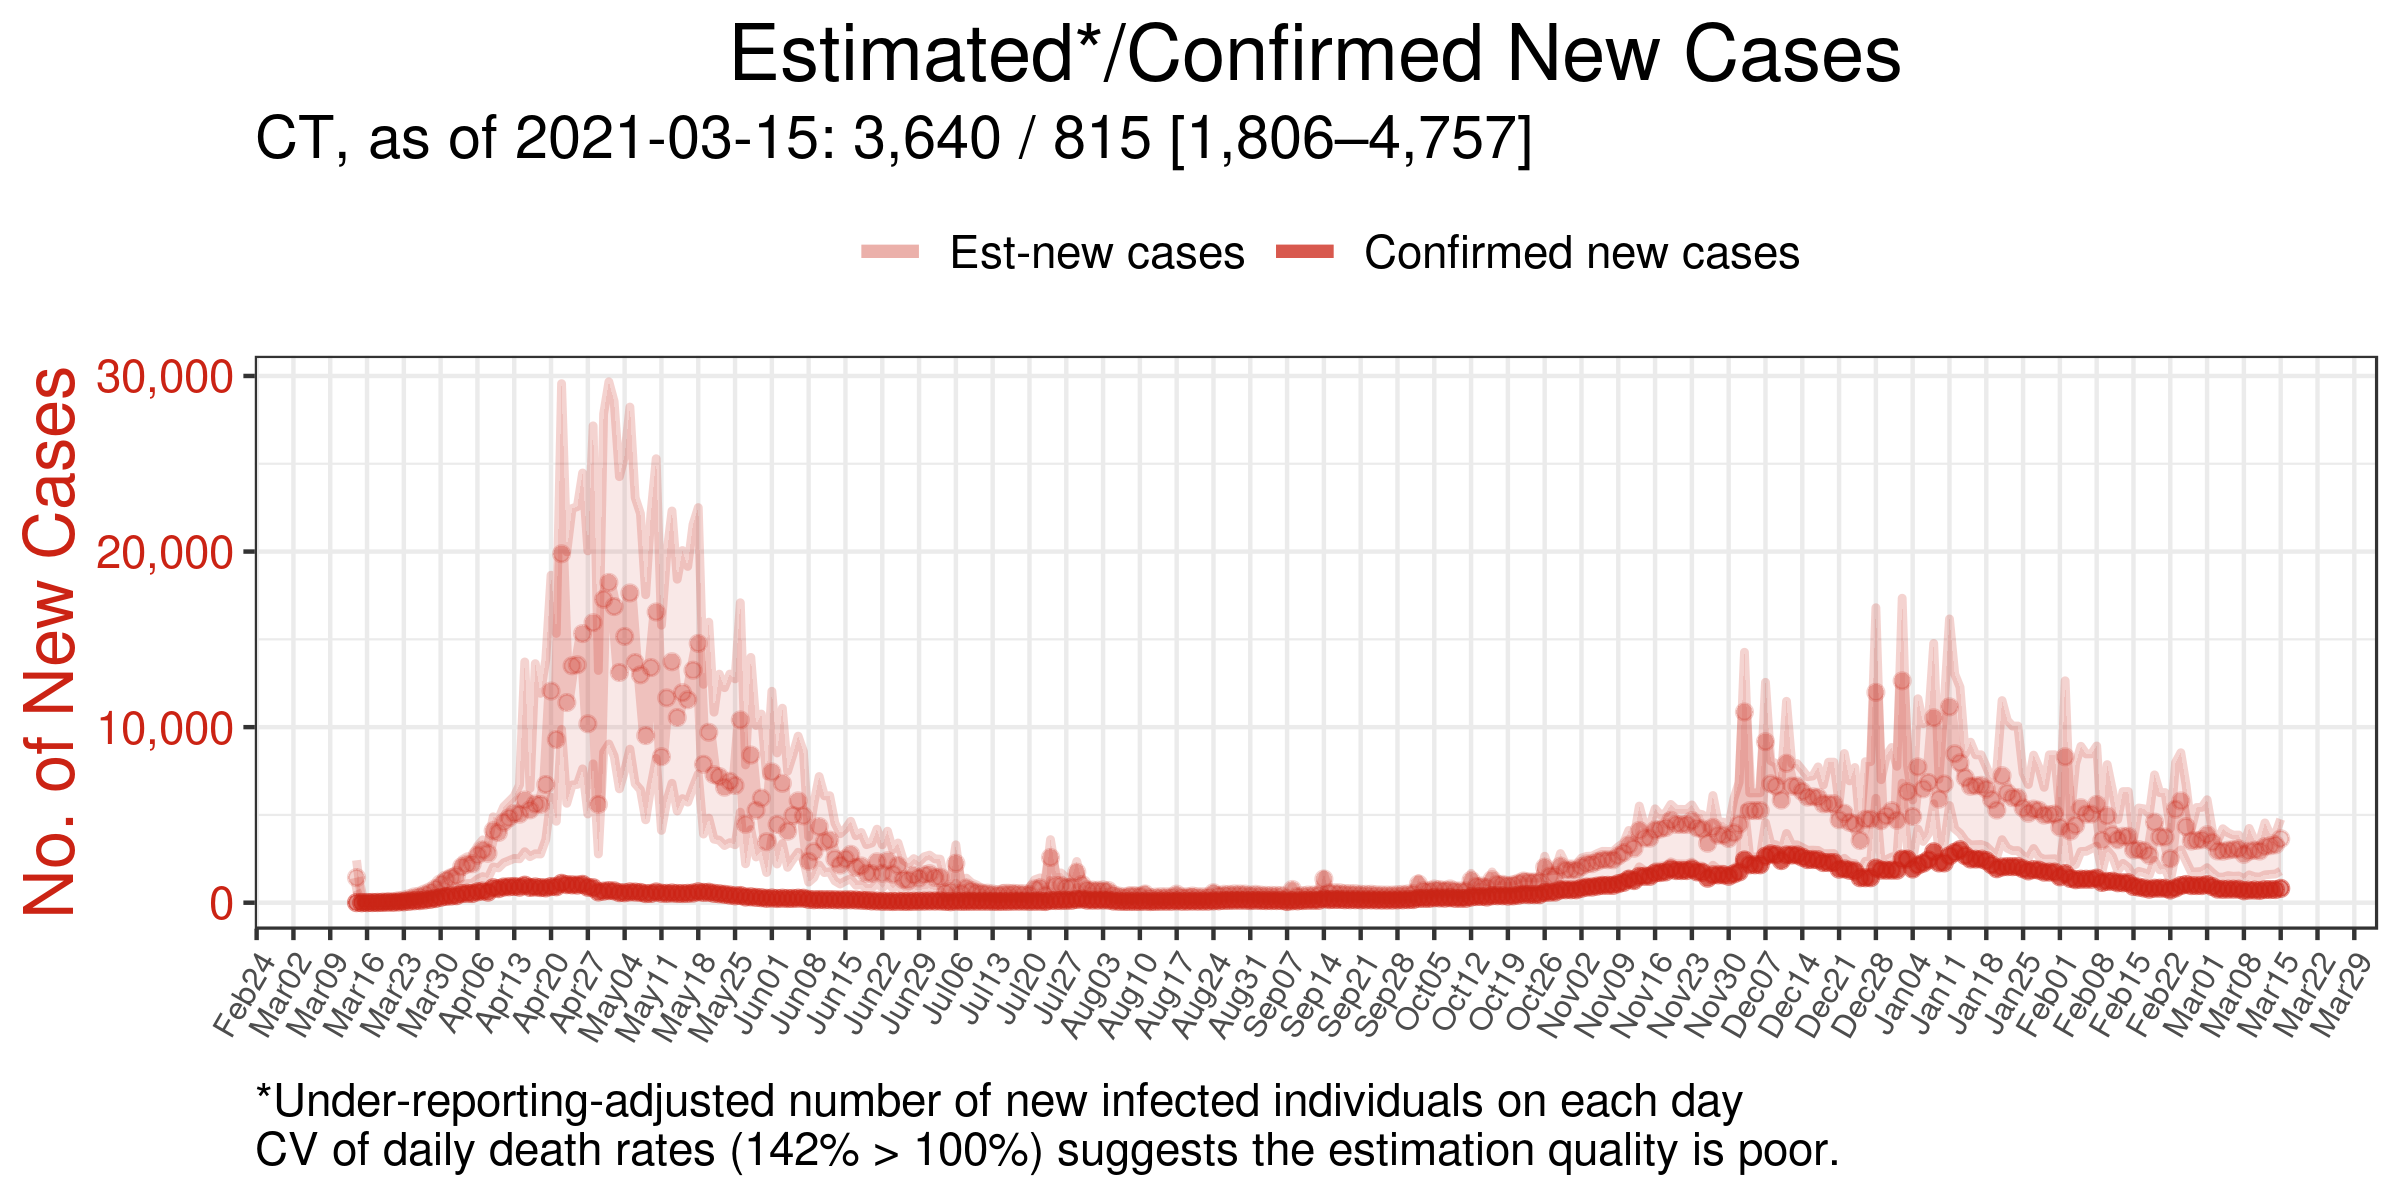 Estimated*/Confirmed New Cases
CT, as of 2021-03-15: 3,640 / 815 [1,806–4,757]
Est-new cases Confirmed new cases
No. of New Cases
30,000
20,000
10,000
0
Feb24 Mar02 Mar09 Mar16 Mar23 Mar30 Apr06 Apr13 Apr20 Apr27 May04 May11 May18 May25 Jun01 Jun08 Jun15 Jun22 Jun29 Jul06 Jul13 Jul20 Jul27 Aug03 Aug10 Aug17 Aug24 Aug31 Sep07 Sep14 Sep21 Sep28 Oct05 Oct12 Oct19 Oct26 Nov02 Nov09 Nov16 Nov23 Nov30 Dec07 Dec14 Dec21 Dec28 Jan04 Jan11 Jan18 Jan25 Feb01 Feb08 Feb15 Feb22 Mar01 Mar08 Mar15 Mar22 Mar29
*Under-reporting-adjusted number of new infected individuals on each day
CV of daily death rates (142% > 100%) suggests the estimation quality is poor.